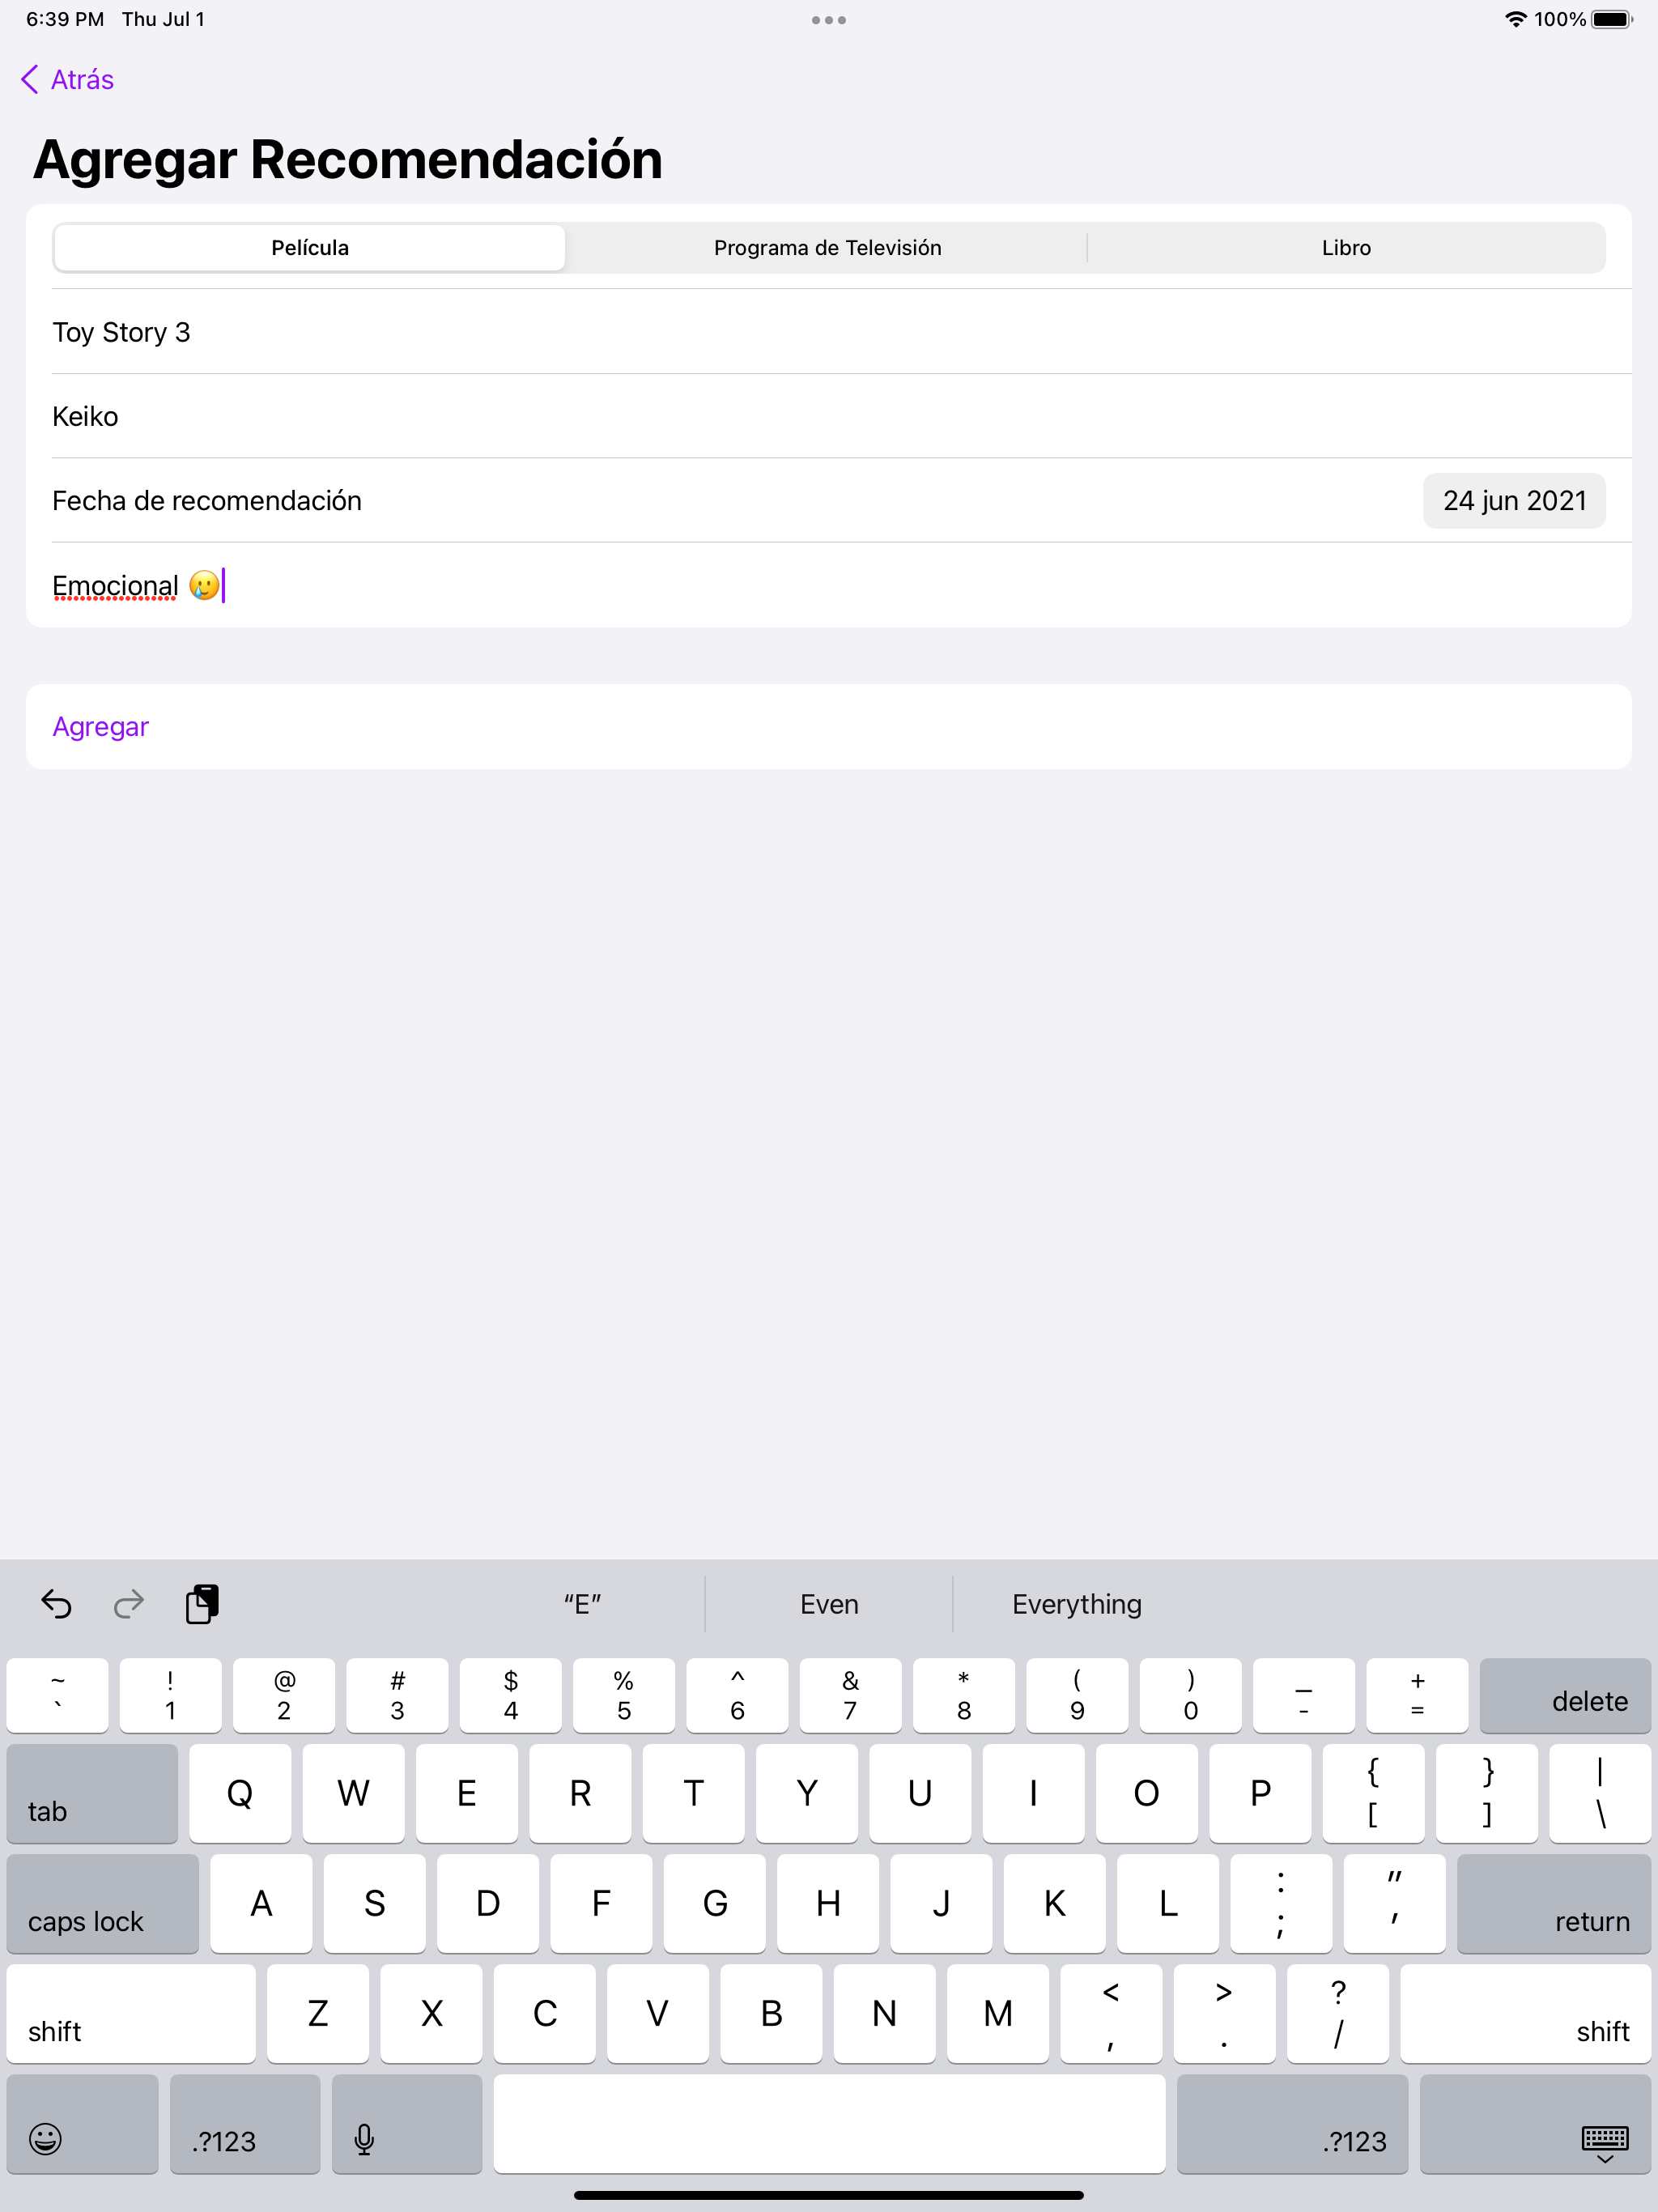 6:39 PM Thu Jul 1 100%
Atrás
Agregar Recomendación
Película Programa de Televisión Libro
Toy Story 3
Keiko
Fecha de recomendación 24 jun 2021
Emocional 🥲
Agregar
“E” Even Everything
~ ! @ # $ % ^ & * ( ) _ +
` 1 2 3 4 5 6 7 8 9 0 - = delete
tab Q W E R T Y U I O P { [ } ] | \
caps lock A S D F G H J K L : ; " ' return
shift Z X C V B N M < , > . ? / shift
.?123 .?123